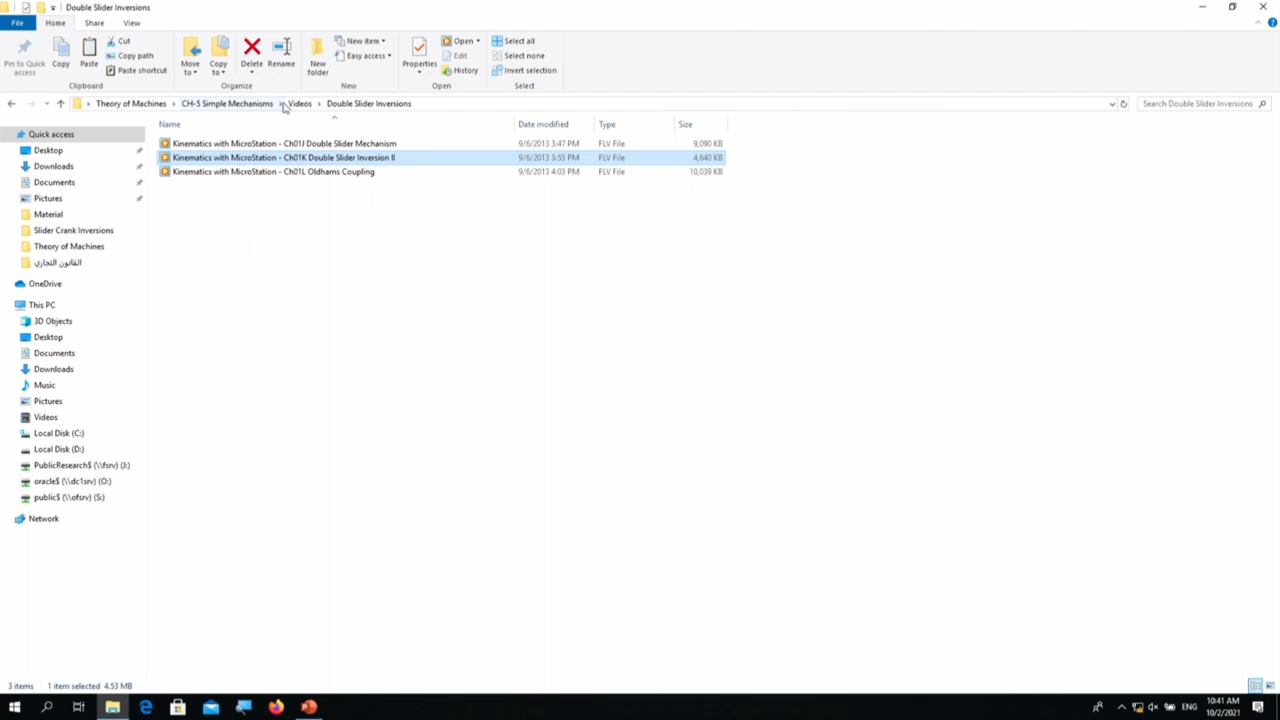 Double Slider Inversions
File Home Share View
Pin to Quick access
Copy
Paste
Cut
Copy path
Paste shortcut
Clipboard
Move to
Copy to
Delete
Rename
Organize
New folder
New item
Easy access
New
Properties
Open
Edit
History
Open
Select all
Select none
Invert selection
Select
Theory of Machines CH-5 Simple Mechanisms Videos Double Slider Inversions
Search Double Slider Inversions
Name Date modified Type Size
Kinematics with MicroStation - Ch01J Double Slider Mechanism 9/6/2013 3:47 PM FLV File 9,090 KB
Kinematics with MicroStation - Ch01K Double Slider Inversion II 9/6/2013 3:55 PM FLV File 4,640 KB
Kinematics with MicroStation - Ch01L Oldhams Coupling 9/6/2013 4:03 PM FLV File 10,039 KB
Quick access
Desktop
Downloads
Documents
Pictures
Material
Slider Crank Inversions
Theory of Machines
القانون التجاري
OneDrive
This PC
3D Objects
Desktop
Documents
Downloads
Music
Pictures
Videos
Local Disk (C:)
Local Disk (D:)
PublicResearch$ (\\fsrv) (J:)
oracle$ (\\dc1srv) (O:)
public$ (\\ofsrv) (S:)
Network
3 items 1 item selected 4.53 MB
ENG
10:41 AM
10/2/2021